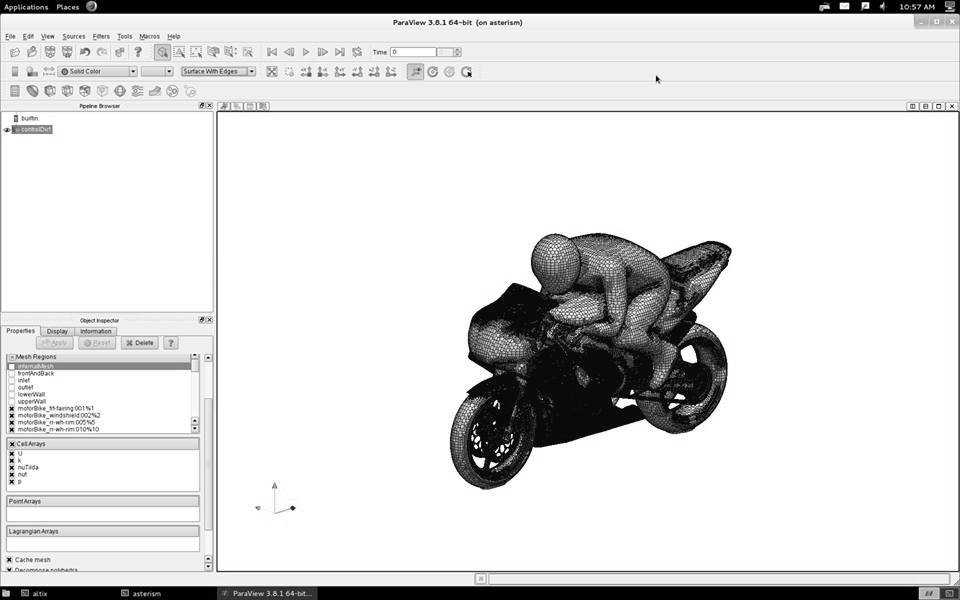 Applications Places 10:57 AM
ParaView 3.8.1 64-bit (on asterism)
File Edit View Sources Filters Tools Macros Help
Time: 0
Solid Color Surface With Edges
Pipeline Browser
builtin:
controlDict
Object Inspector
Properties Display Information
Apply Reset Delete ?
Mesh Regions
internalMesh
frontAndBack
inlet
outlet
lowerWall
upperWall
motorBike_frt-fairing:001%1
motorBike_windshield:002%2
motorBike_rr-wh-rim:005%5
motorBike_rr-wh-rim:010%10
Cell Arrays
U
k
nuTilda
nut
p
Point Arrays
Lagrangian Arrays
Cache mesh
Decompose polyhedra
altix asterism ParaView 3.8.1 64-bit...